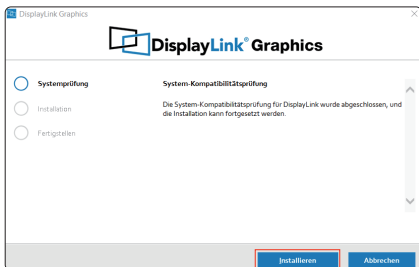 DisplayLink Graphics
DisplayLink® Graphics
Systemprüfung
System-Kompatibilitätsprüfung
Installation
Die System-Kompatibilitätsprüfung für DisplayLink wurde abgeschlossen, und
die Installation kann fortgesetzt werden.
Fertigstellen
Installieren
Abbrechen